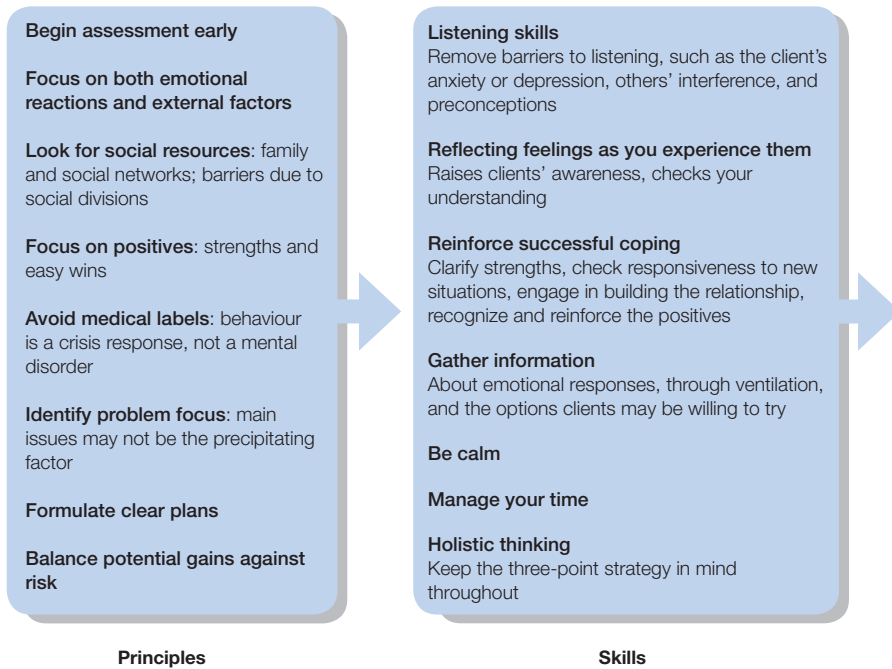 Begin assessment early
Focus on both emotional
reactions and external factors
Look for social resources: family
and social networks; barriers due to
social divisions
Focus on positives: strengths and
easy wins
Avoid medical labels: behaviour
is a crisis response, not a mental
disorder
Identify problem focus: main
issues may not be the precipitating
factor
Formulate clear plans
Balance potential gains against
risk
Principles
Listening skills
Remove barriers to listening, such as the client’s
anxiety or depression, others’ interference, and
preconceptions
Reflecting feelings as you experience them
Raises clients’ awareness, checks your
understanding
Reinforce successful coping
Clarify strengths, check responsiveness to new
situations, engage in building the relationship,
recognize and reinforce the positives
Gather information
About emotional responses, through ventilation,
and the options clients may be willing to try
Be calm
Manage your time
Holistic thinking
Keep the three-point strategy in mind
throughout
Skills